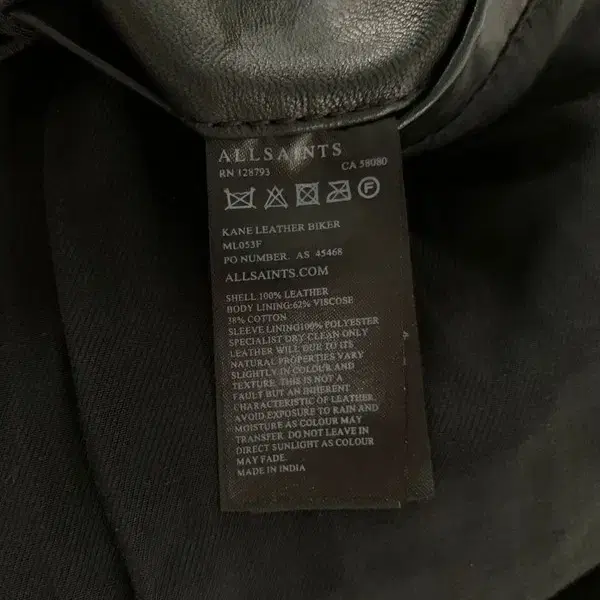 ALLSAINTS
RN 128793 CA 58080
F
KANE LEATHER BIKER
ML053F
PO NUMBER. AS 45468
ALLSAINTS.COM
SHELL 100% LEATHER
BODY LINING:62% VISCOSE
38% COTTON
SLEEVE LINING100% POLYESTER
SPECIALIST DRY CLEAN ONLY
LEATHER WILL DUE TO ITS
NATURAL PROPERTIES VARY
SLIGHTLY IN COLOUR AND
TEXTURE. THIS IS NOT A
FAULT BUT AN INHERENT
CHARACTERISTIC OF LEATHER.
AVOID EXPOSURE TO RAIN AND
MOISTURE AS COLOUR MAY
TRANSFER. DO NOT LEAVE IN
DIRECT SUNLIGHT AS COLOUR
MAY FADE.
MADE IN INDIA